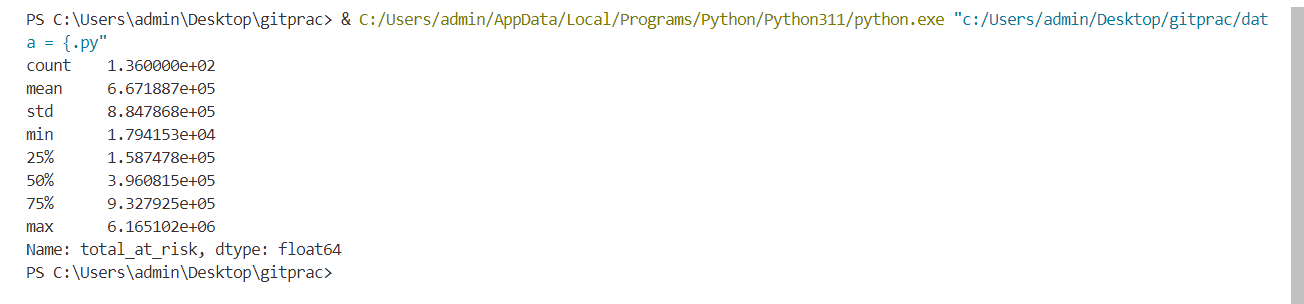 PS C:\Users\admin\Desktop\gitprac> & C:/Users/admin/AppData/Local/Programs/Python/Python311/python.exe "c:/Users/admin/Desktop/gitprac/dat
a = {.py"
count    1.360000e+02
mean     6.671887e+05
std      8.847868e+05
min      1.794153e+04
25%      1.587478e+05
50%      3.960815e+05
75%      9.327925e+05
max      6.165102e+06
Name: total_at_risk, dtype: float64
PS C:\Users\admin\Desktop\gitprac>